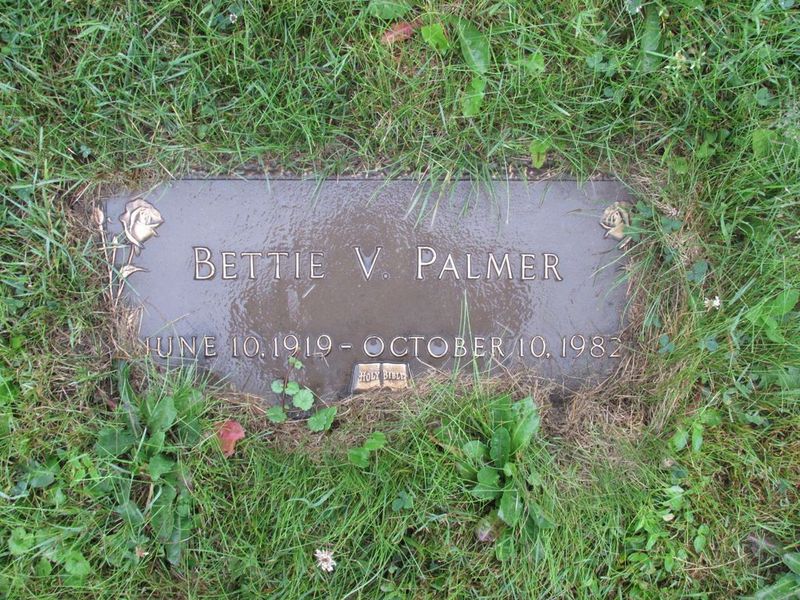 BETTIE V. PALMER
JUNE 10, 1919 - OCTOBER 10, 1982
HOLY BIBLE